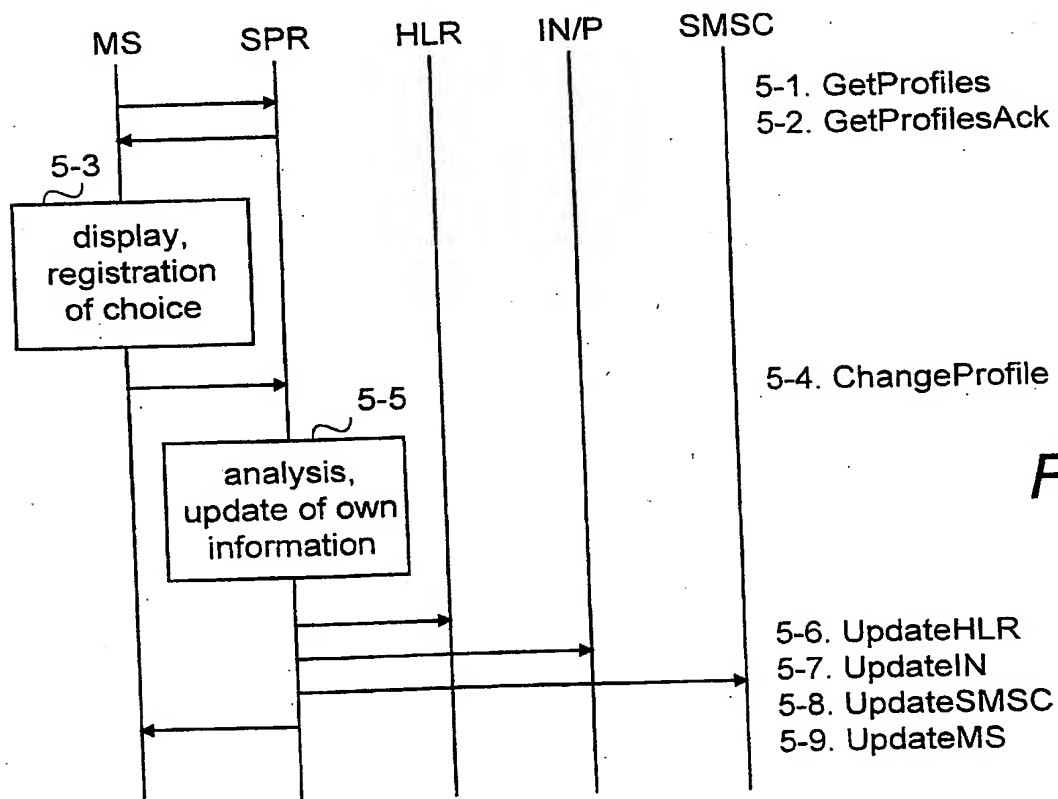 MS SPR HLR IN/P SMSC
5-1. GetProfiles
5-2. GetProfilesAck
5-3
display,
registration
of choice
5-4. ChangeProfile
5-5
analysis,
update of own
information
F
5-6. UpdateHLR
5-7. UpdateIN
5-8. UpdateSMSC
5-9. UpdateMS